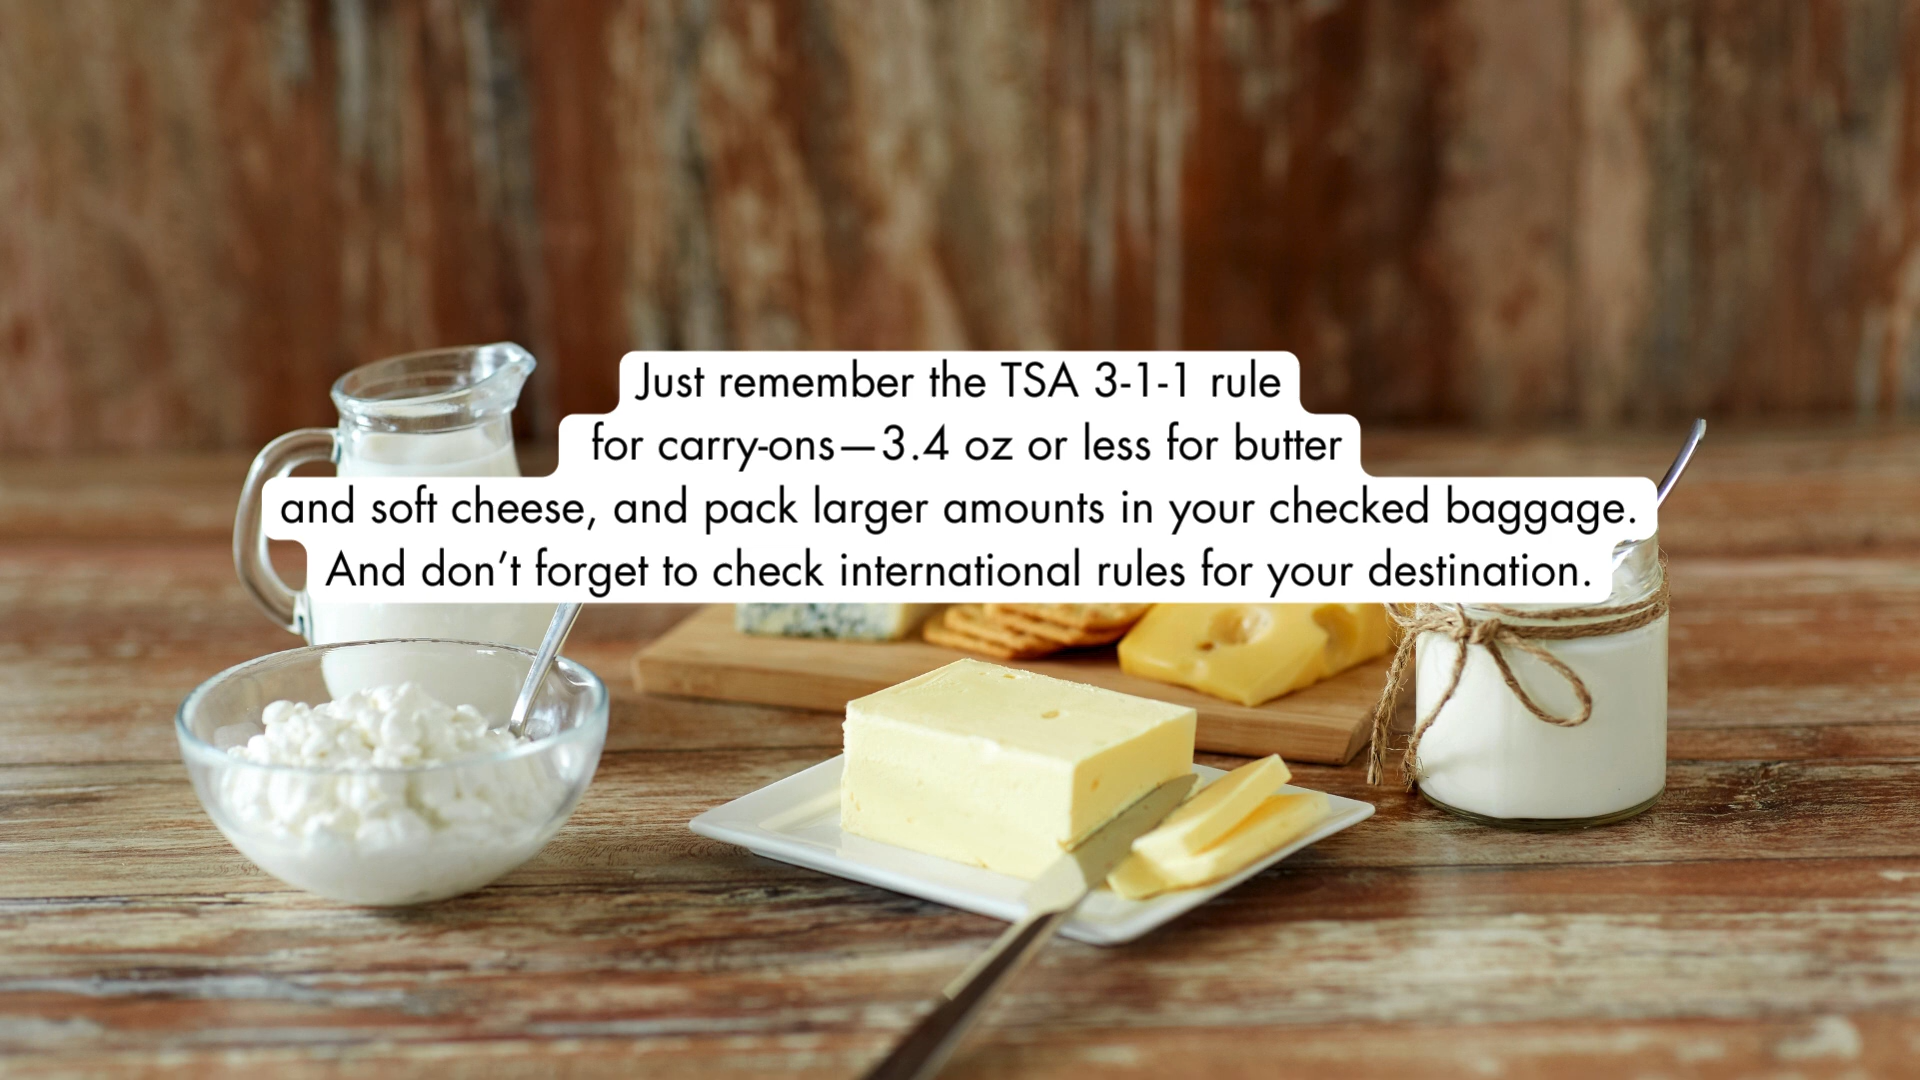 Just remember the TSA 3-1-1 rule
for carry-ons—3.4 oz or less for butter
and soft cheese, and pack larger amounts in your checked baggage.
And don’t forget to check international rules for your destination.